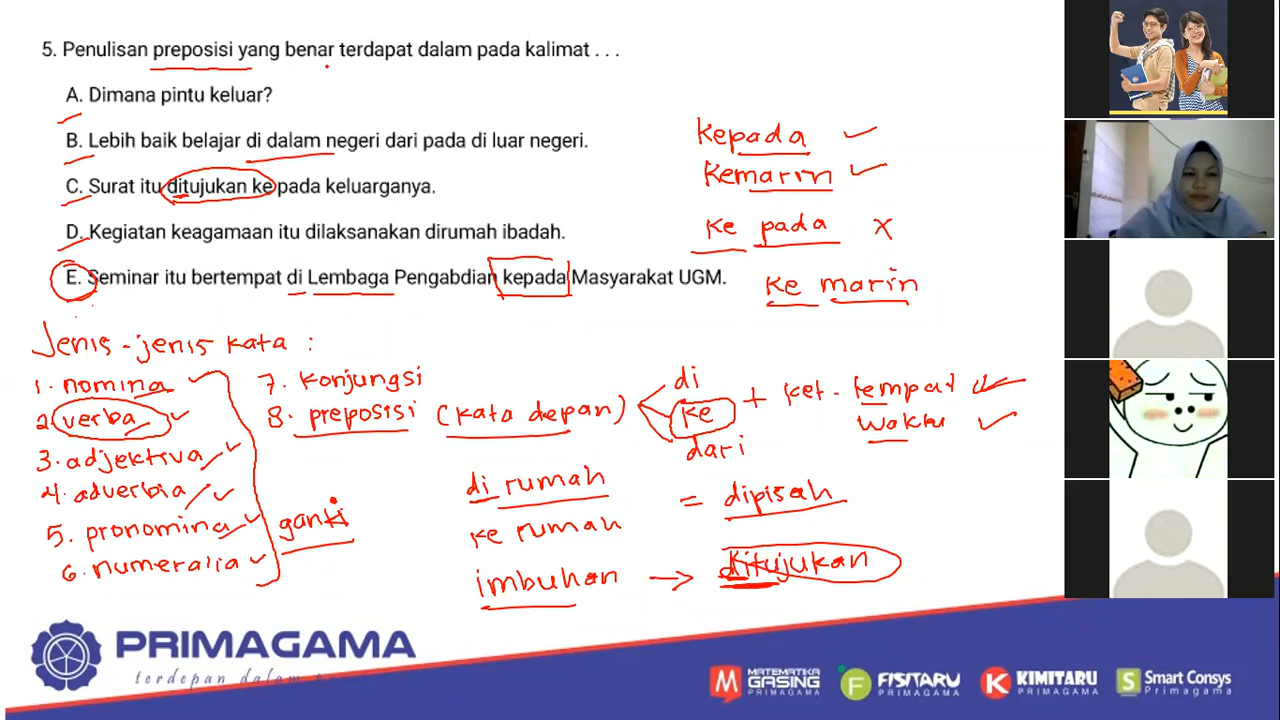 5. Penulisan preposisi yang benar terdapat dalam pada kalimat . . .
A. Dimana pintu keluar?
B. Lebih baik belajar di dalam negeri dari pada di luar negeri.
C. Surat itu ditujukan ke pada keluarganya.
D. Kegiatan keagamaan itu dilaksanakan dirumah ibadah.
E. Seminar itu bertempat di Lembaga Pengabdian kepada Masyarakat UGM.
kepada
kemarin
ke pada x
ke marin
Jenis-jenis kata :
1. nomina
2. verba
3. adjektiva
4. adverbia
5. pronomina
6. numeralia
ganti
7. konjungsi
8. preposisi (kata depan)
di
ke
dari
+ ket. tempat
waktu
di rumah
ke rumah
= dipisah
imbuhan → ditujukan
PRIMAGAMA
terdepan dalam
MATEMATIKA
GASING
PRIMAGAMA
FISITARU
PRIMAGAMA
KIMITARU
PRIMAGAMA
Smart Consys
Primagama